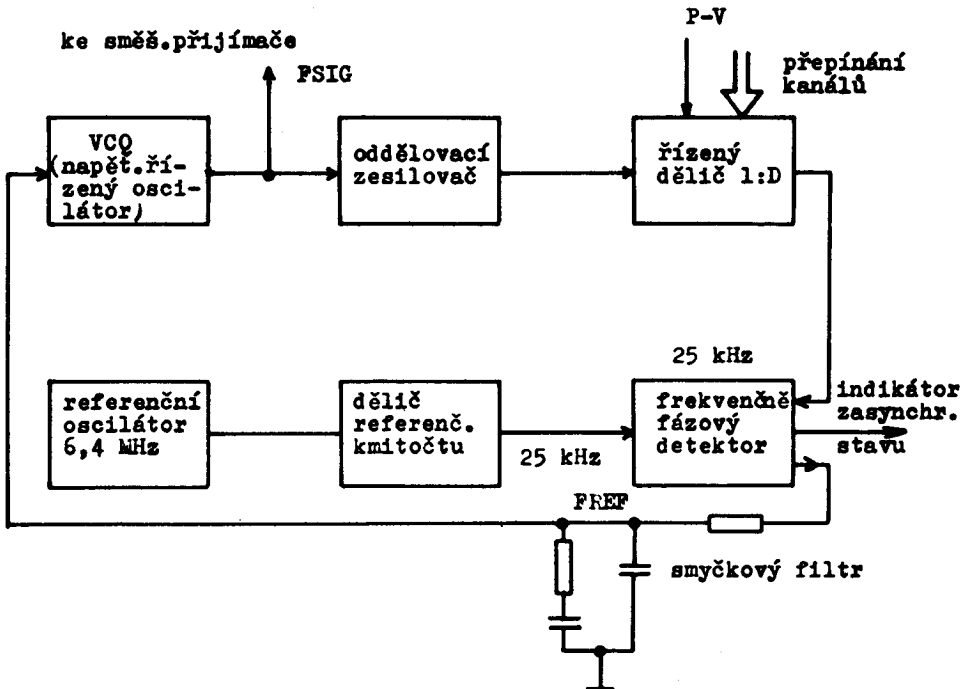 P-V
ke směš.přijímače
FSIG
přepínání
kanálů
VCO
(napět.ří-
zený osci-
látor)
oddělovací
zesilovač
řízený
dělič 1:D
25 kHz
referenční
oscilátor
6,4 MHz
dělič
referenč.
kmitočtu
25 kHz
frekvenčně
fázový
detektor
indikátor
zasynchr.
stavu
FREF
smyčkový filtr